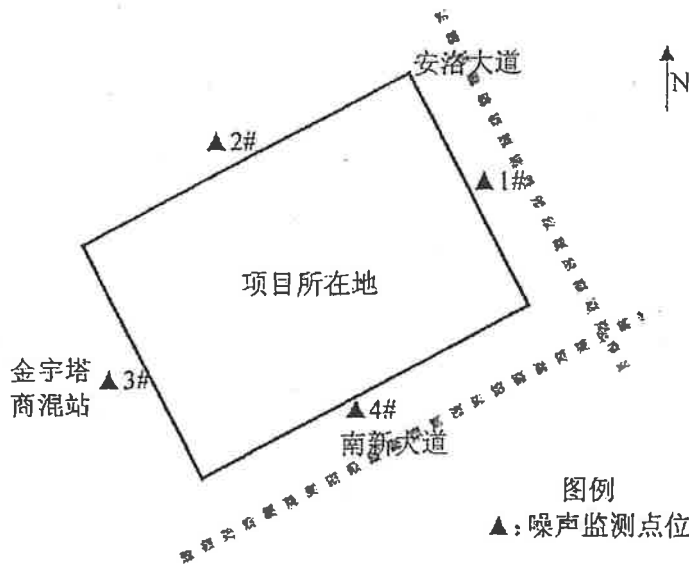 安洛大道
N
▲2#
▲1#
项目所在地
金宇塔
商混站
▲3#
▲4#
南新大道
图例
▲：噪声监测点位